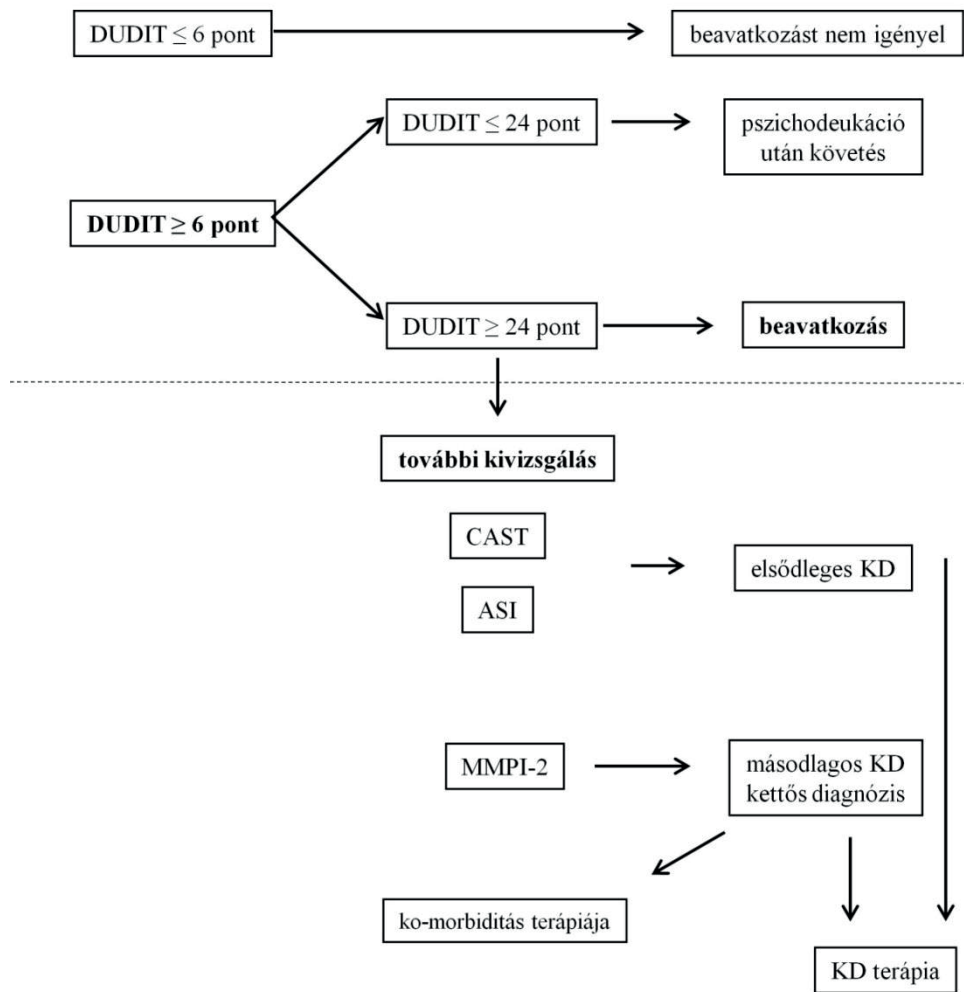 DUDIT ≤ 6 pont
beavatkozást nem igényel
DUDIT ≤ 24 pont
pszichodeukáció
után követés
DUDIT ≥ 6 pont
DUDIT ≥ 24 pont
beavatkozás
további kivizsgálás
CAST
elsődleges KD
ASI
MMPI-2
másodlagos KD
kettős diagnózis
ko-morbiditás terápiája
KD terápia